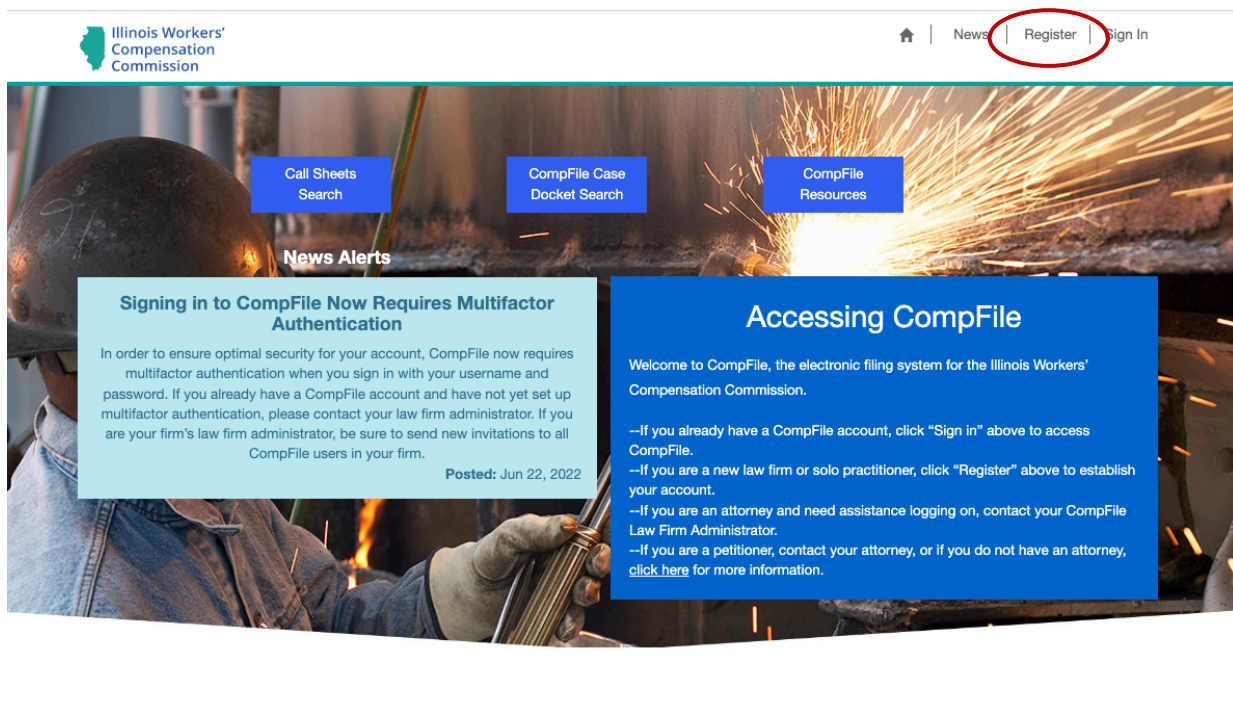 Illinois Workers'
Compensation
Commission
News
Register
Sign In
Call Sheets
Search
CompFile Case
Docket Search
CompFile
Resources
News Alerts
Signing in to CompFile Now Requires Multifactor
Authentication
In order to ensure optimal security for your account, CompFile now requires
multifactor authentication when you sign in with your username and
password. If you already have a CompFile account and have not yet set up
multifactor authentication, please contact your law firm administrator. If you
are your firm's law firm administrator, be sure to send new invitations to all
CompFile users in your firm.
Posted: Jun 22, 2022
Accessing CompFile
Welcome to CompFile, the electronic filing system for the Illinois Workers'
Compensation Commission.
--If you already have a CompFile account, click “Sign in” above to access
CompFile.
--If you are a new law firm or solo practitioner, click “Register” above to establish
your account.
--If you are an attorney and need assistance logging on, contact your CompFile
Law Firm Administrator.
--If you are a petitioner, contact your attorney, or if you do not have an attorney,
click here for more information.